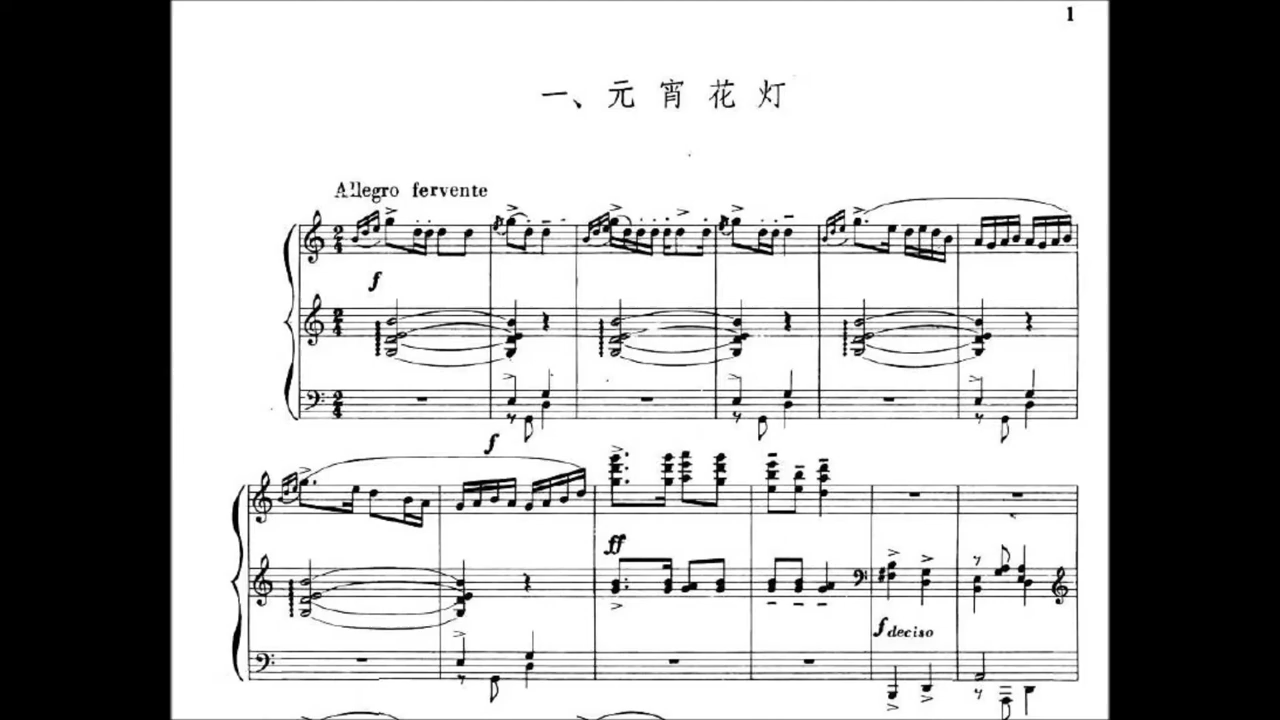 1
一、元宵花灯
Allegro fervente
f
f
ff
f deciso